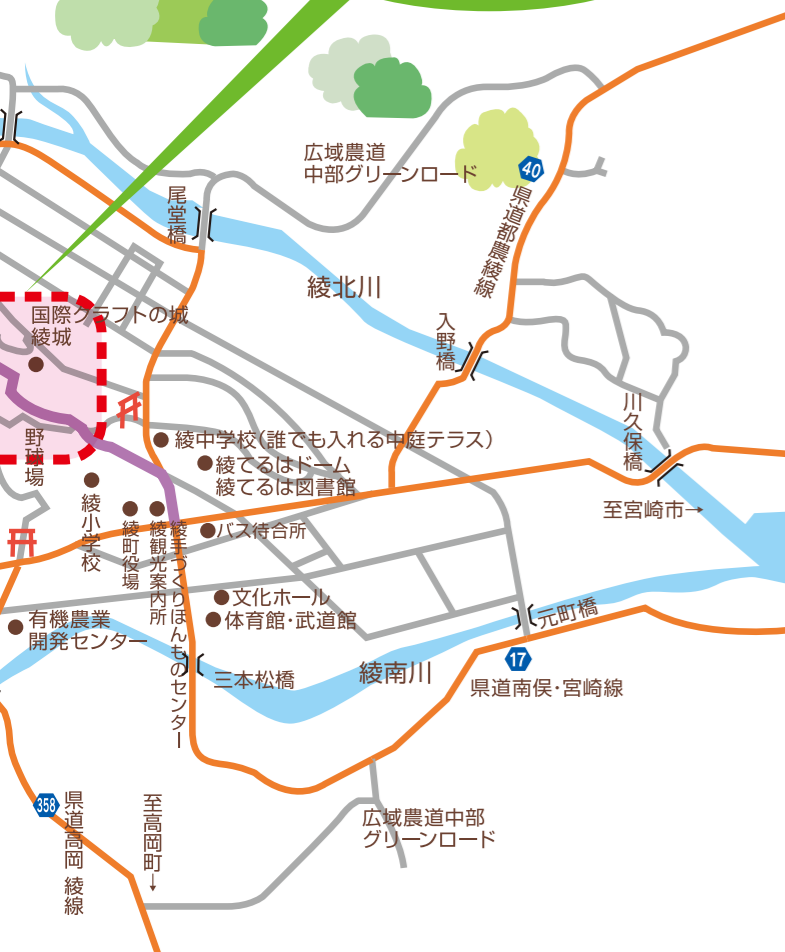 広域農道
中部グリーンロード
40
県道都農綾線
尾堂橋
綾北川
入野橋
国際クラフトの城
綾城
川久保橋
野球場
綾中学校（誰でも入れる中庭テラス）
綾てるはドーム
綾てるは図書館
至宮崎市→
綾小学校
綾町役場
綾観光案内所
綾手づくりほんものセンター
バス待合所
文化ホール
体育館・武道館
有機農業
開発センター
元町橋
17
県道南俣・宮崎線
三本松橋
綾南川
358
県道高岡 綾線
至高岡町→
広域農道中部
グリーンロード